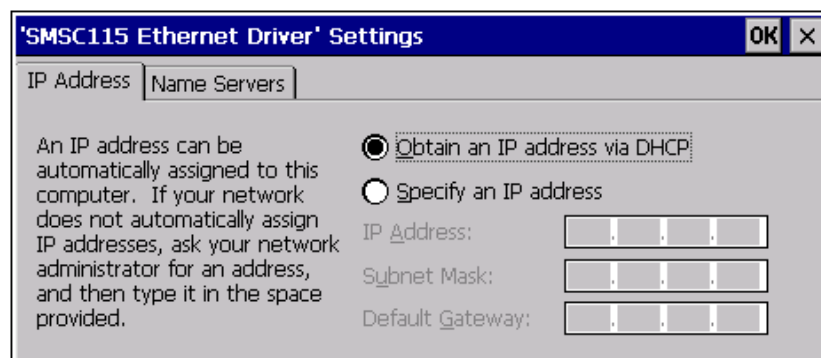 'SMSC115 Ethernet Driver' Settings OK ×
IP Address Name Servers
An IP address can be
automatically assigned to this
computer. If your network
does not automatically assign
IP addresses, ask your network
administrator for an address,
and then type it in the space
provided.
Obtain an IP address via DHCP
Specify an IP address
IP Address:
Subnet Mask:
Default Gateway: